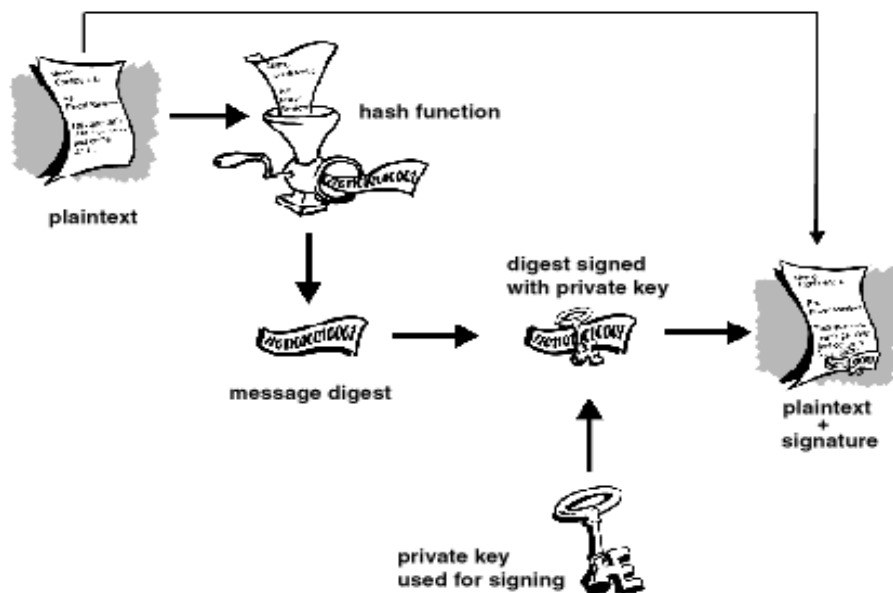 hash function
plaintext
digest signed
with private key
message digest
plaintext
+
signature
private key
used for signing